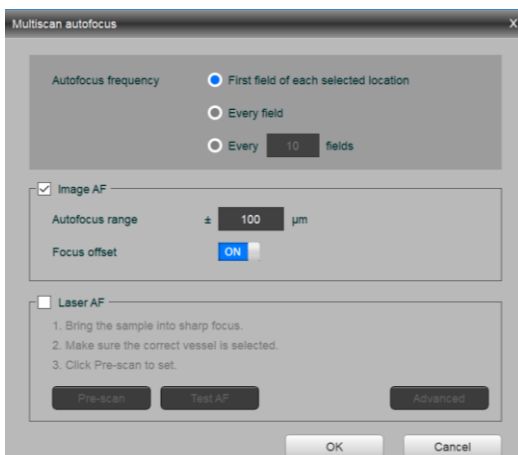 Multiscan autofocus X
Autofocus frequency First field of each selected location
Every field
Every 10 fields
Image AF
Autofocus range ± 100 µm
Focus offset ON
Laser AF
1. Bring the sample into sharp focus.
2. Make sure the correct vessel is selected.
3. Click Pre-scan to set.
Pre-scan Test AF Advanced
OK Cancel